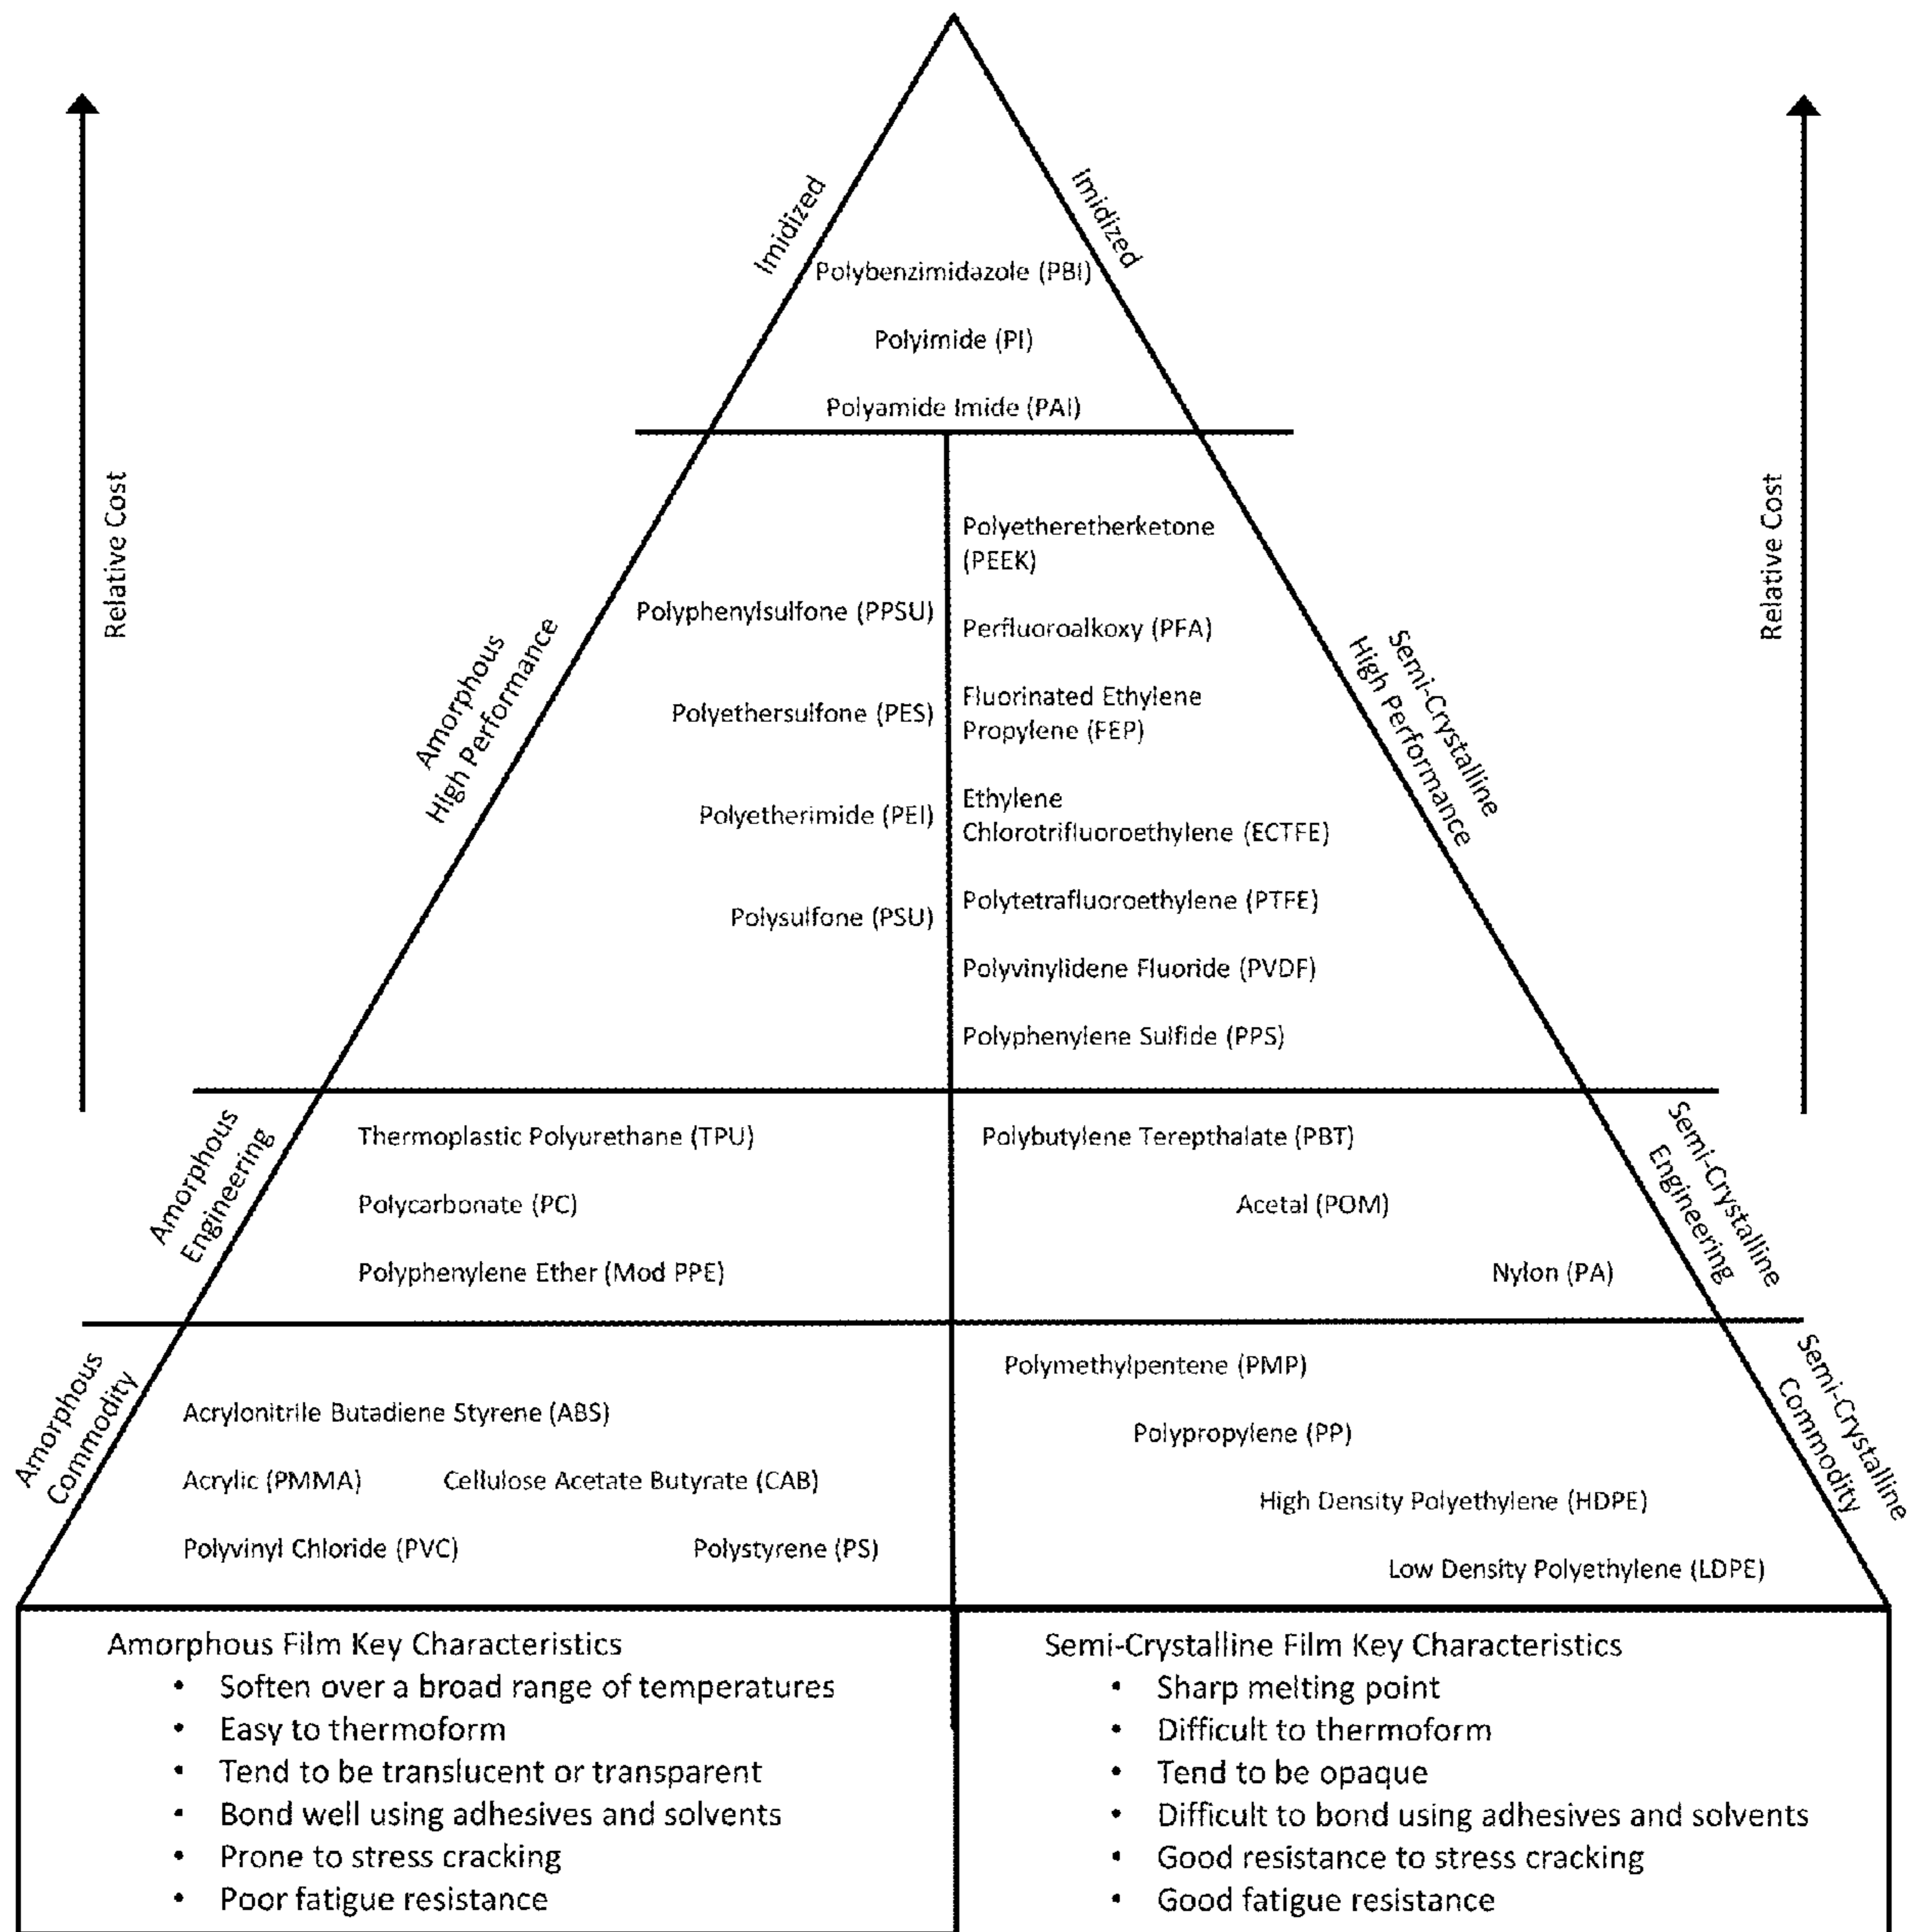 Imidized
Imidized
Polybenzimidazole (PBI)
Polyimide (PI)
Polyamide Imide (PAI)
Relative Cost
Relative Cost
Amorphous
High Performance
Semi-Crystalline
High Performance
Polyphenylsulfone (PPSU)
Polyethersulfone (PES)
Polyetherimide (PEI)
Polysulfone (PSU)
Polyetheretherketone
(PEEK)
Perfluoroalkoxy (PFA)
Fluorinated Ethylene
Propylene (FEP)
Ethylene
Chlorotrifluoroethylene (ECTFE)
Polytetrafluoroethylene (PTFE)
Polyvinylidene Fluoride (PVDF)
Polyphenylene Sulfide (PPS)
Amorphous
Engineering
Thermoplastic Polyurethane (TPU)
Polycarbonate (PC)
Polyphenylene Ether (Mod PPE)
Polybutylene Terepthalate (PBT)
Acetal (POM)
Nylon (PA)
Semi-Crystalline
Engineering
Amorphous
Commodity
Acrylonitrile Butadiene Styrene (ABS)
Acrylic (PMMA)
Cellulose Acetate Butyrate (CAB)
Polyvinyl Chloride (PVC)
Polystyrene (PS)
Polymethylpentene (PMP)
Polypropylene (PP)
High Density Polyethylene (HDPE)
Low Density Polyethylene (LDPE)
Semi-Crystalline
Commodity
Amorphous Film Key Characteristics
• Soften over a broad range of temperatures
• Easy to thermoform
• Tend to be translucent or transparent
• Bond well using adhesives and solvents
• Prone to stress cracking
• Poor fatigue resistance
Semi-Crystalline Film Key Characteristics
• Sharp melting point
• Difficult to thermoform
• Tend to be opaque
• Difficult to bond using adhesives and solvents
• Good resistance to stress cracking
• Good fatigue resistance